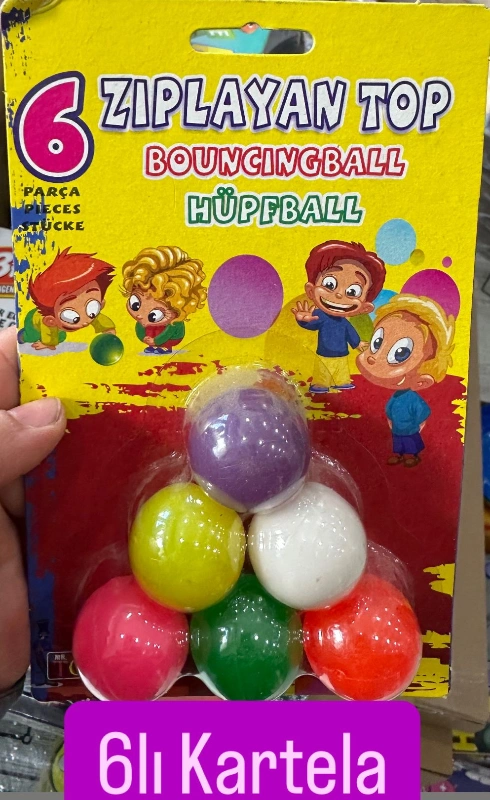 6
ZIPLAYAN TOP
BOUNCINGBALL
HÜPFBALL
PARÇA
PIECES
STÜCKE
6lı Kartela